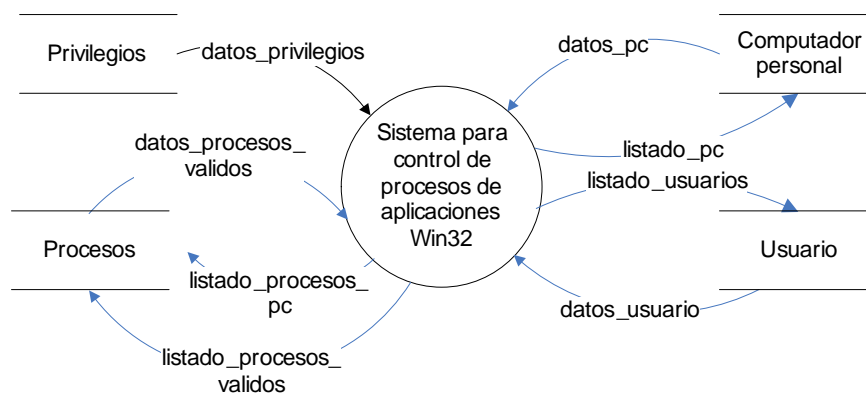 Privilegios
datos_privilegios
datos_pc
Computador
personal
datos_procesos_
validos
Sistema para
control de
procesos de
aplicaciones
Win32
listado_pc
listado_usuarios
Procesos
listado_procesos_
pc
Usuario
datos_usuario
listado_procesos_
validos